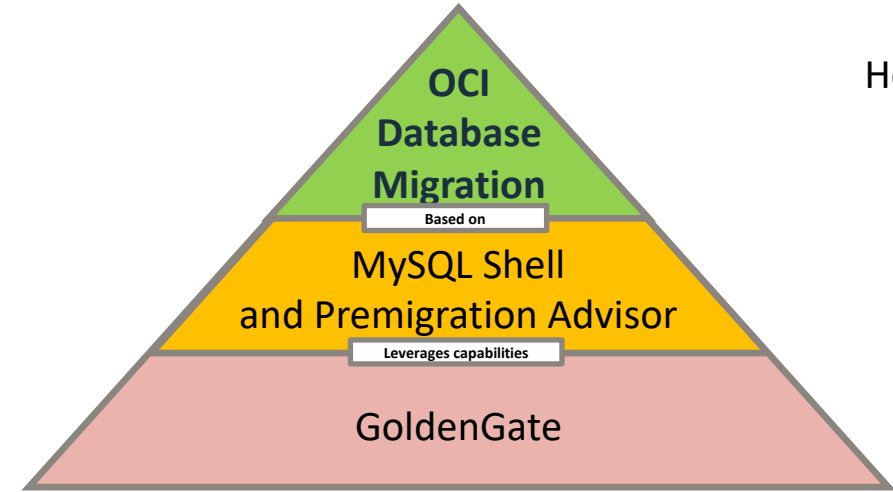 OCI
Database
Migration
Based on
MySQL Shell
and Premigration Advisor
Leverages capabilities
GoldenGate